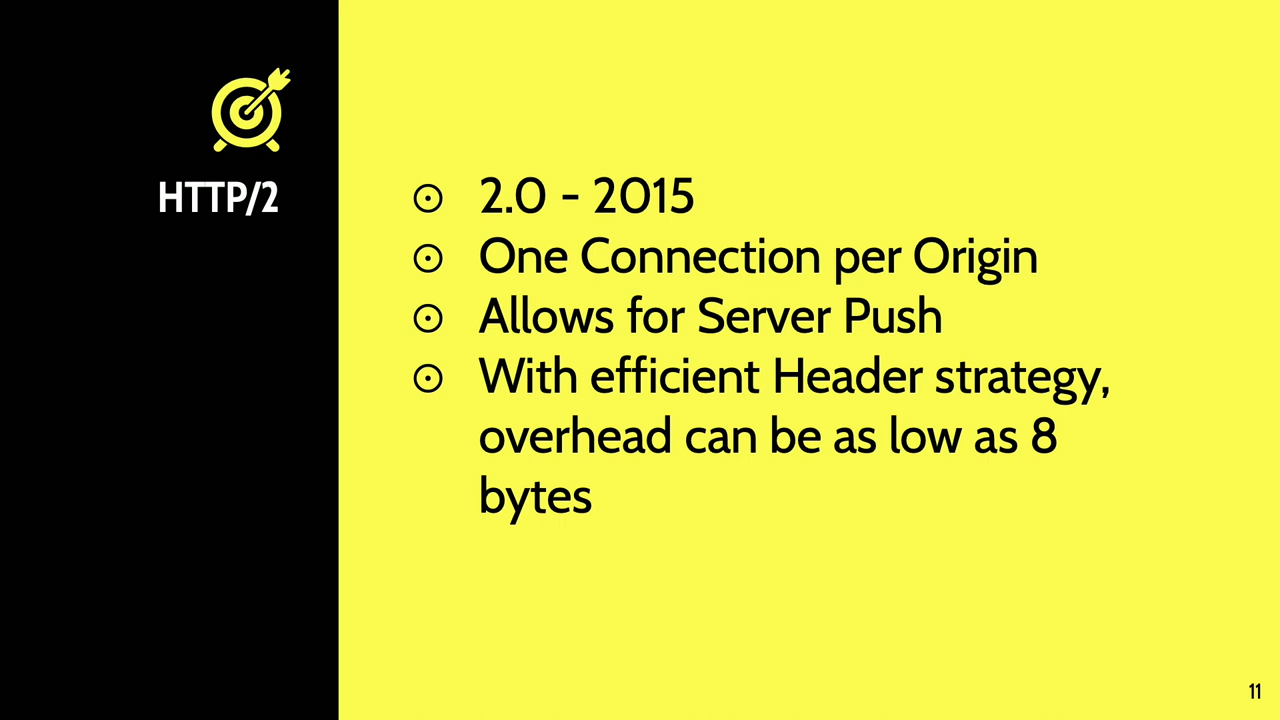 HTTP/2
2.0 - 2015
One Connection per Origin
Allows for Server Push
With efficient Header strategy,
overhead can be as low as 8
bytes
11